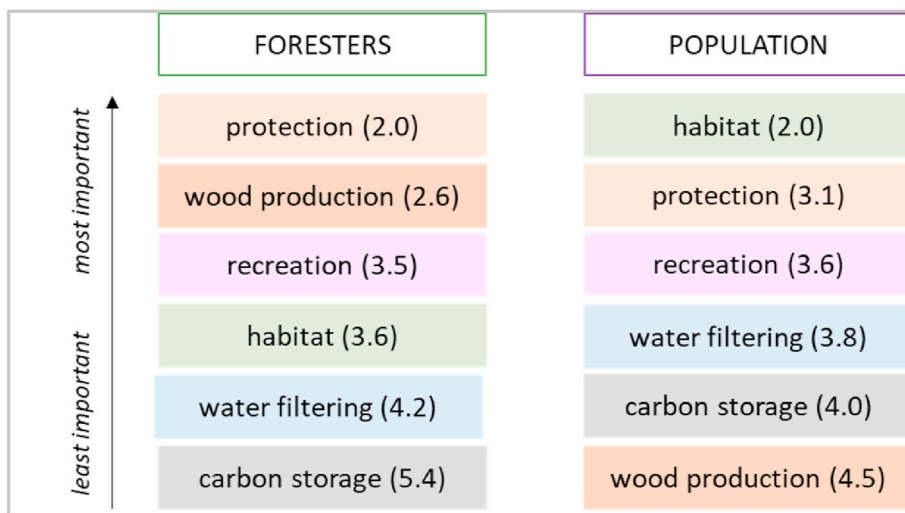 FORESTERS
POPULATION
most important
least important
protection (2.0)
wood production (2.6)
recreation (3.5)
habitat (3.6)
water filtering (4.2)
carbon storage (5.4)
habitat (2.0)
protection (3.1)
recreation (3.6)
water filtering (3.8)
carbon storage (4.0)
wood production (4.5)